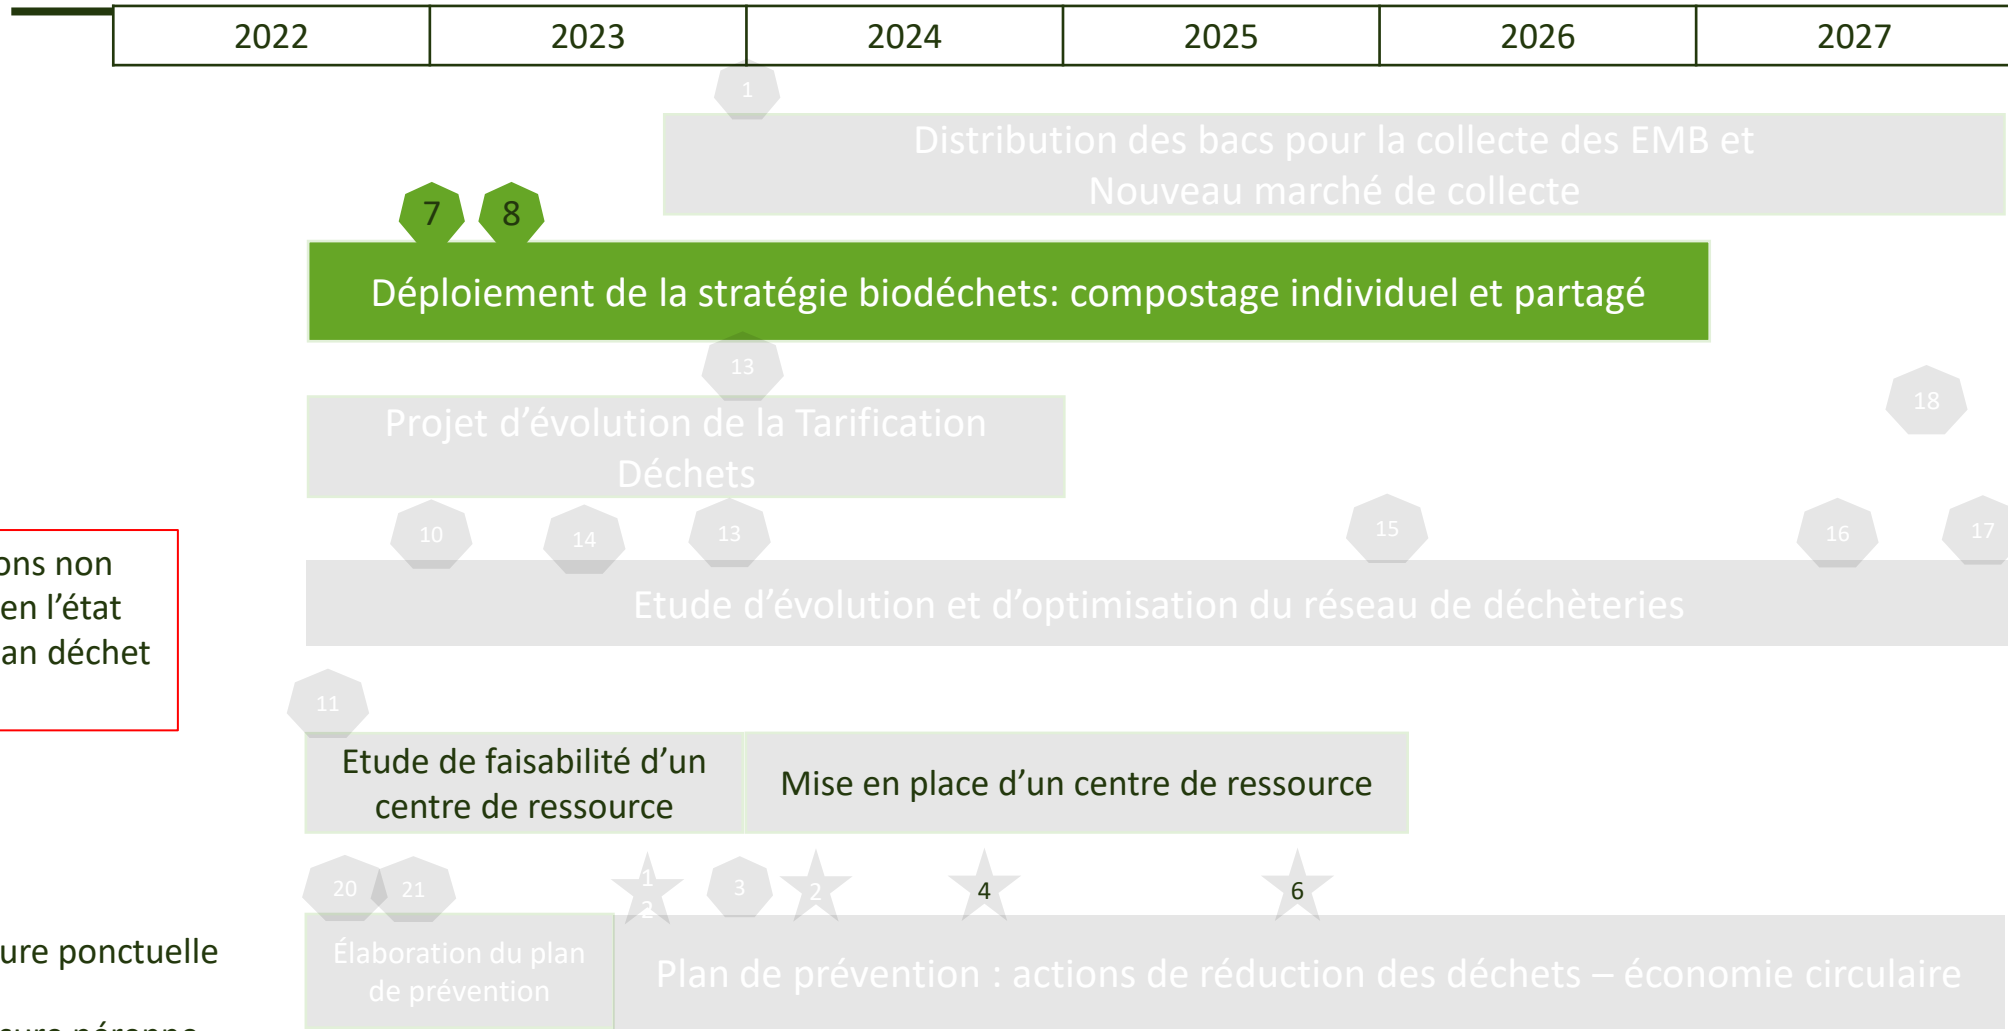 2022 2023 2024 2025 2026 2027
1
Distribution des bacs pour la collecte des EMB et
Nouveau marché de collecte
7 8
Déploiement de la stratégie biodéchets: compostage individuel et partagé
13
18
Projet d’évolution de la Tarification
Déchets
10 14 13 15 16 17
Etude d’évolution et d’optimisation du réseau de déchèteries
ons non
en l’état
an déchet
11
Etude de faisabilité d’un
centre de ressource
Mise en place d’un centre de ressource
20 21 1 3 2 4 6
2
Élaboration du plan
de prévention
Plan de prévention : actions de réduction des déchets – économie circulaire
ure ponctuelle
sure pérenne